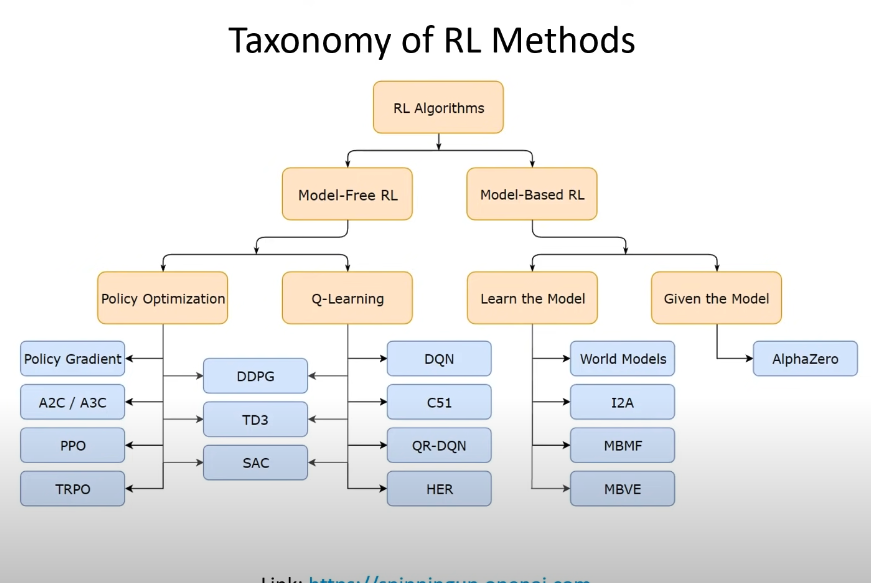 Taxonomy of RL Methods
RL Algorithms
Model-Free RL
Model-Based RL
Policy Optimization
Q-Learning
Learn the Model
Given the Model
Policy Gradient
DDPG
DQN
World Models
AlphaZero
A2C / A3C
TD3
C51
I2A
PPO
SAC
QR-DQN
MBMF
TRPO
HER
MBVE
Link: https://spinningup.openai.com